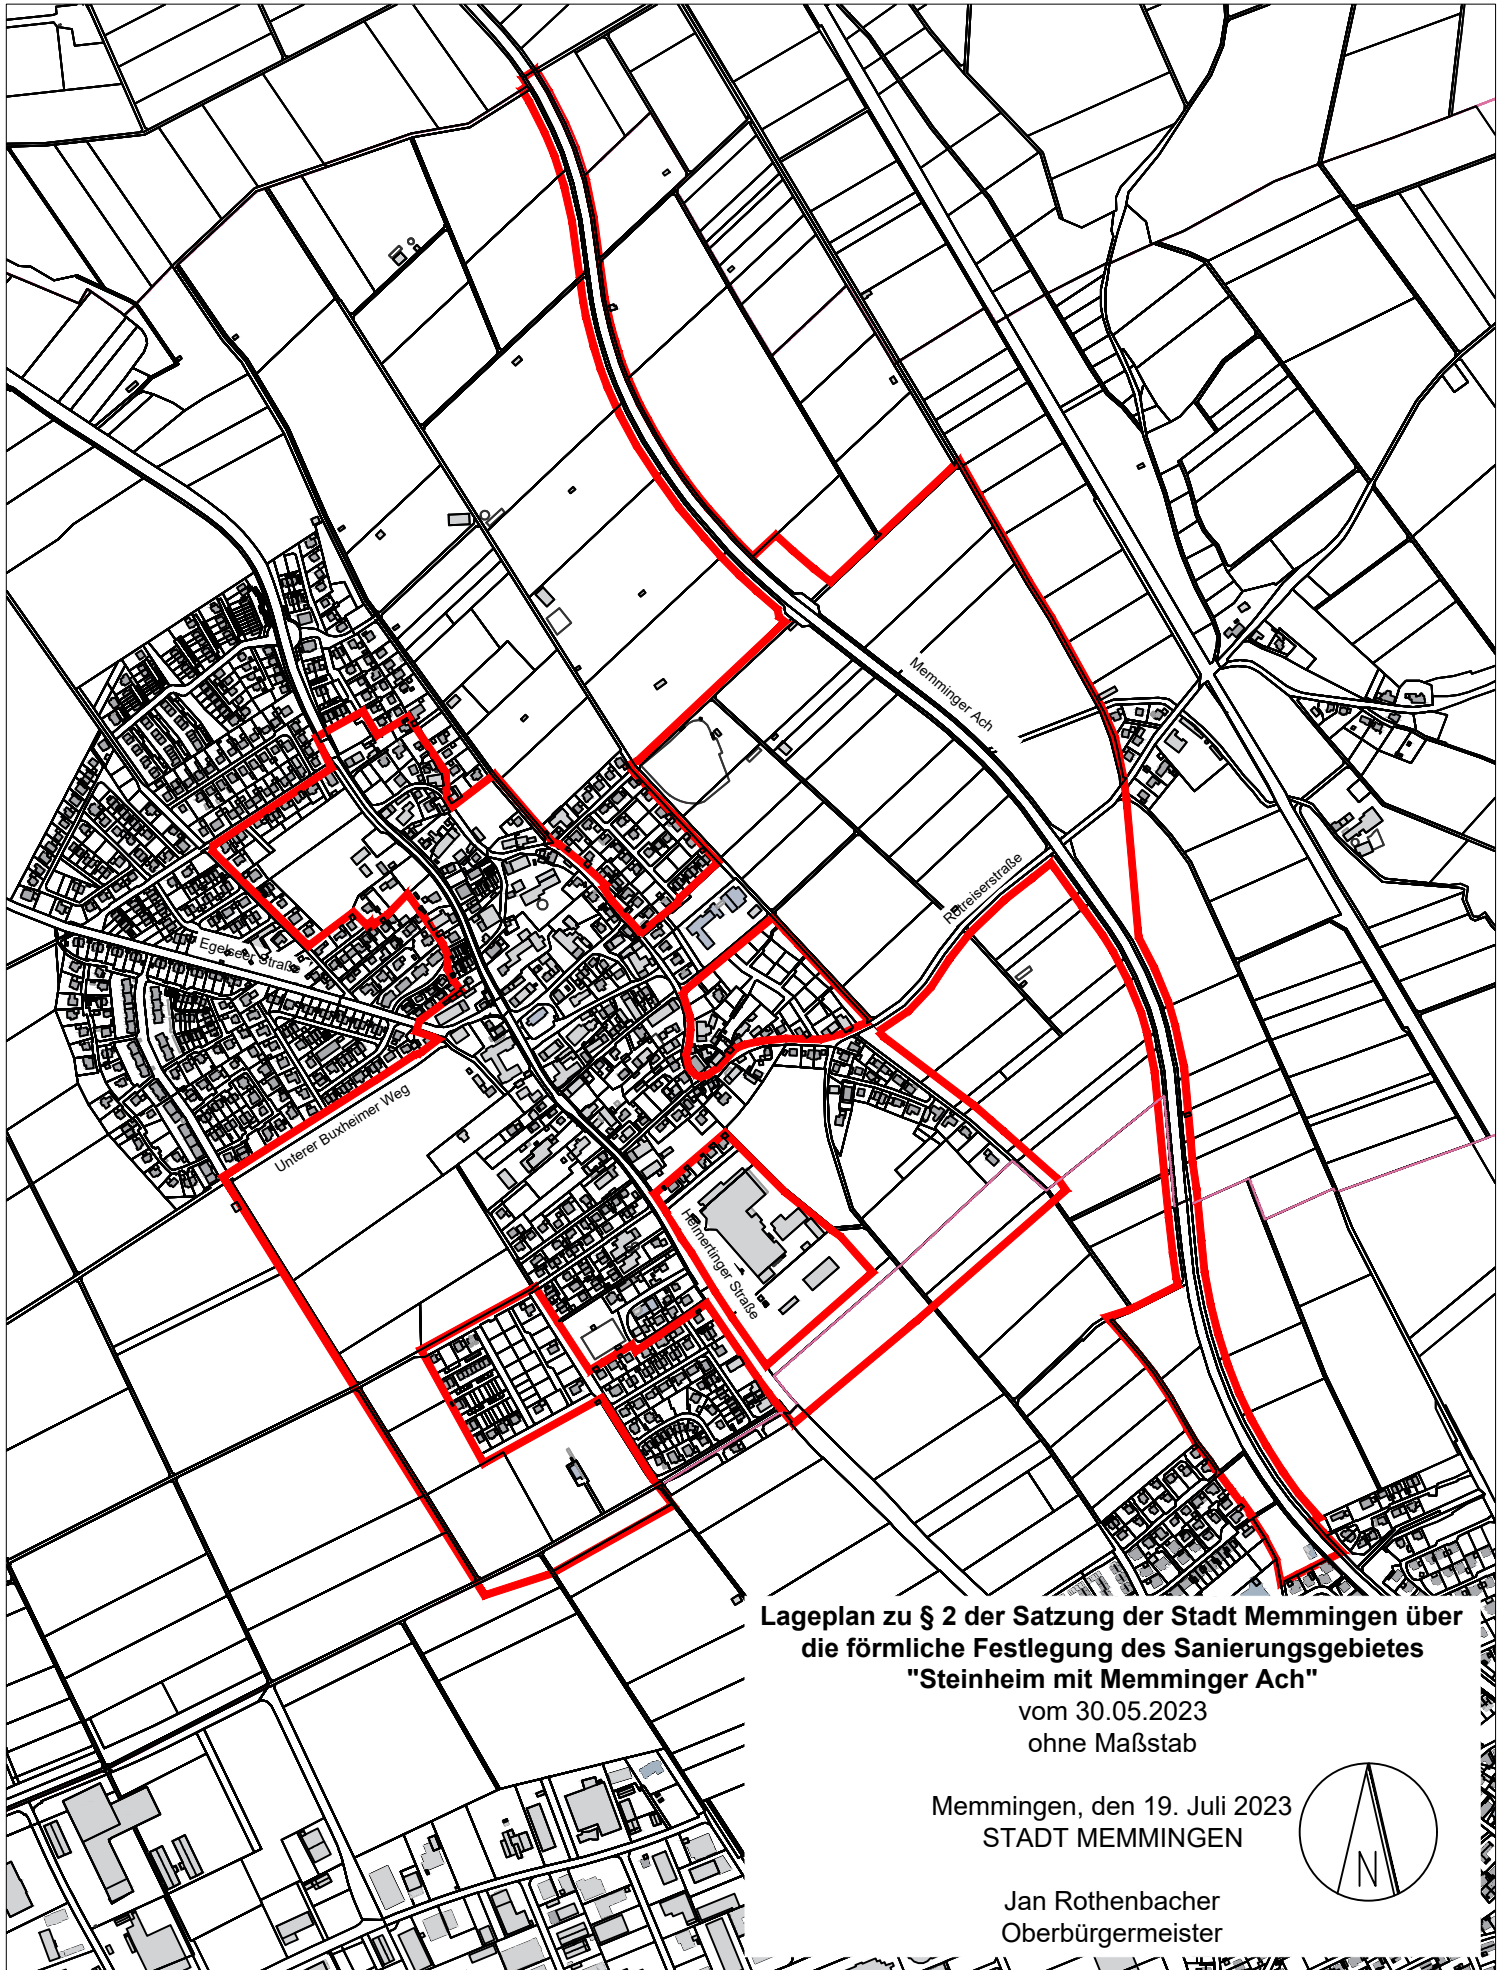 Memminger Ach
Rotreiserstraße
Egelseer Straße
Unterer Buxheimer Weg
Heimertinger Straße
Lageplan zu § 2 der Satzung der Stadt Memmingen über
die förmliche Festlegung des Sanierungsgebietes
"Steinheim mit Memminger Ach"
vom 30.05.2023
ohne Maßstab
Memmingen, den 19. Juli 2023
STADT MEMMINGEN
N
Jan Rothenbacher
Oberbürgermeister